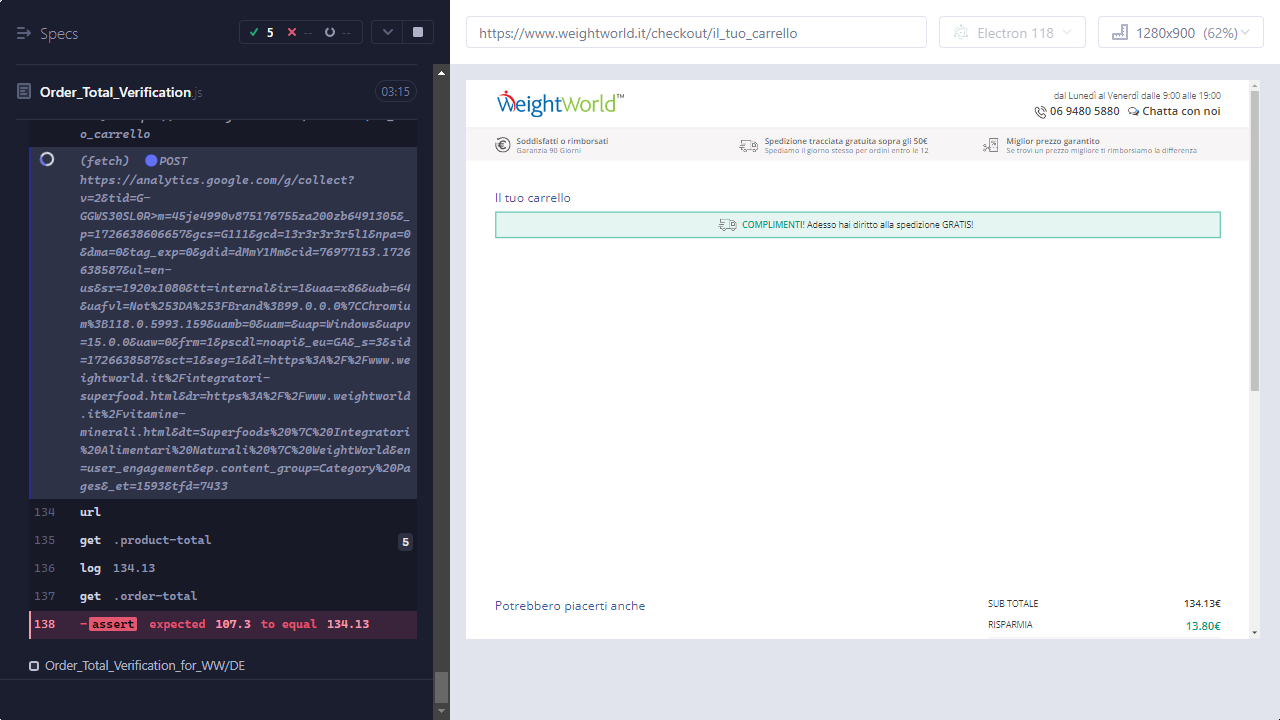 Specs
5
--
--
https://www.weightworld.it/checkout/il_tuo_carrello
Electron 118
1280x900 (62%)
Order_Total_Verification.js
03:15
o_carrello
(fetch) POST
https://analytics.google.com/g/collect?
v=2&tid=G-
GGWS30SL0R>m=45je4990v875176755za200zb6491305&_
p=1726638606657&gcs=G111&gcd=13r3r3r3r5l1&npa=0
&dma=0&tag_exp=0&gdid=dMmY1Mm&cid=76977153.1726
638587&ul=en-
us&sr=1920x1080&tt=internal&ir=1&uaa=x86&uab=64
&uafvl=Not%253DA%253FBrand%3B99.0.0.0%7CChromiu
m%3B118.0.5993.159&uamb=0&uam=&uap=Windows&uapv
=15.0.0&uaw=0&frm=1&pscdl=noapi&_eu=GA&_s=3&sid
=1726638587&sct=1&seg=1&dl=https%3A%2F%2Fwww.we
ightworld.it%2Fintegratori-
superfood.html&dr=https%3A%2F%2Fwww.weightworld
.it%2Fvitamine-
minerali.html&dt=Superfoods%20%7C%20Integratori
%20Alimentari%20Naturali%20%7C%20WeightWorld&en
=user_engagement&ep.content_group=Category%20Pa
ges&_et=1593&tfd=7433
134 url
135 get .product-total 5
136 log 134.13
137 get .order-total
138 -assert expected 107.3 to equal 134.13
Order_Total_Verification_for_WW/DE
WeightWorld™
dal Lunedì al Venerdì dalle 9:00 alle 19:00
06 9480 5880 Chatta con noi
Soddisfatti o rimborsati
Garanzia 90 Giorni
Spedizione tracciata gratuita sopra gli 50€
Spediamo il giorno stesso per ordini entro le 12
Miglior prezzo garantito
Se trovi un prezzo migliore ti rimborsiamo la differenza
Il tuo carrello
COMPLIMENTI! Adesso hai diritto alla spedizione GRATIS!
Potrebbero piacerti anche
SUB TOTALE 134.13€
RISPARMIA 13.80€